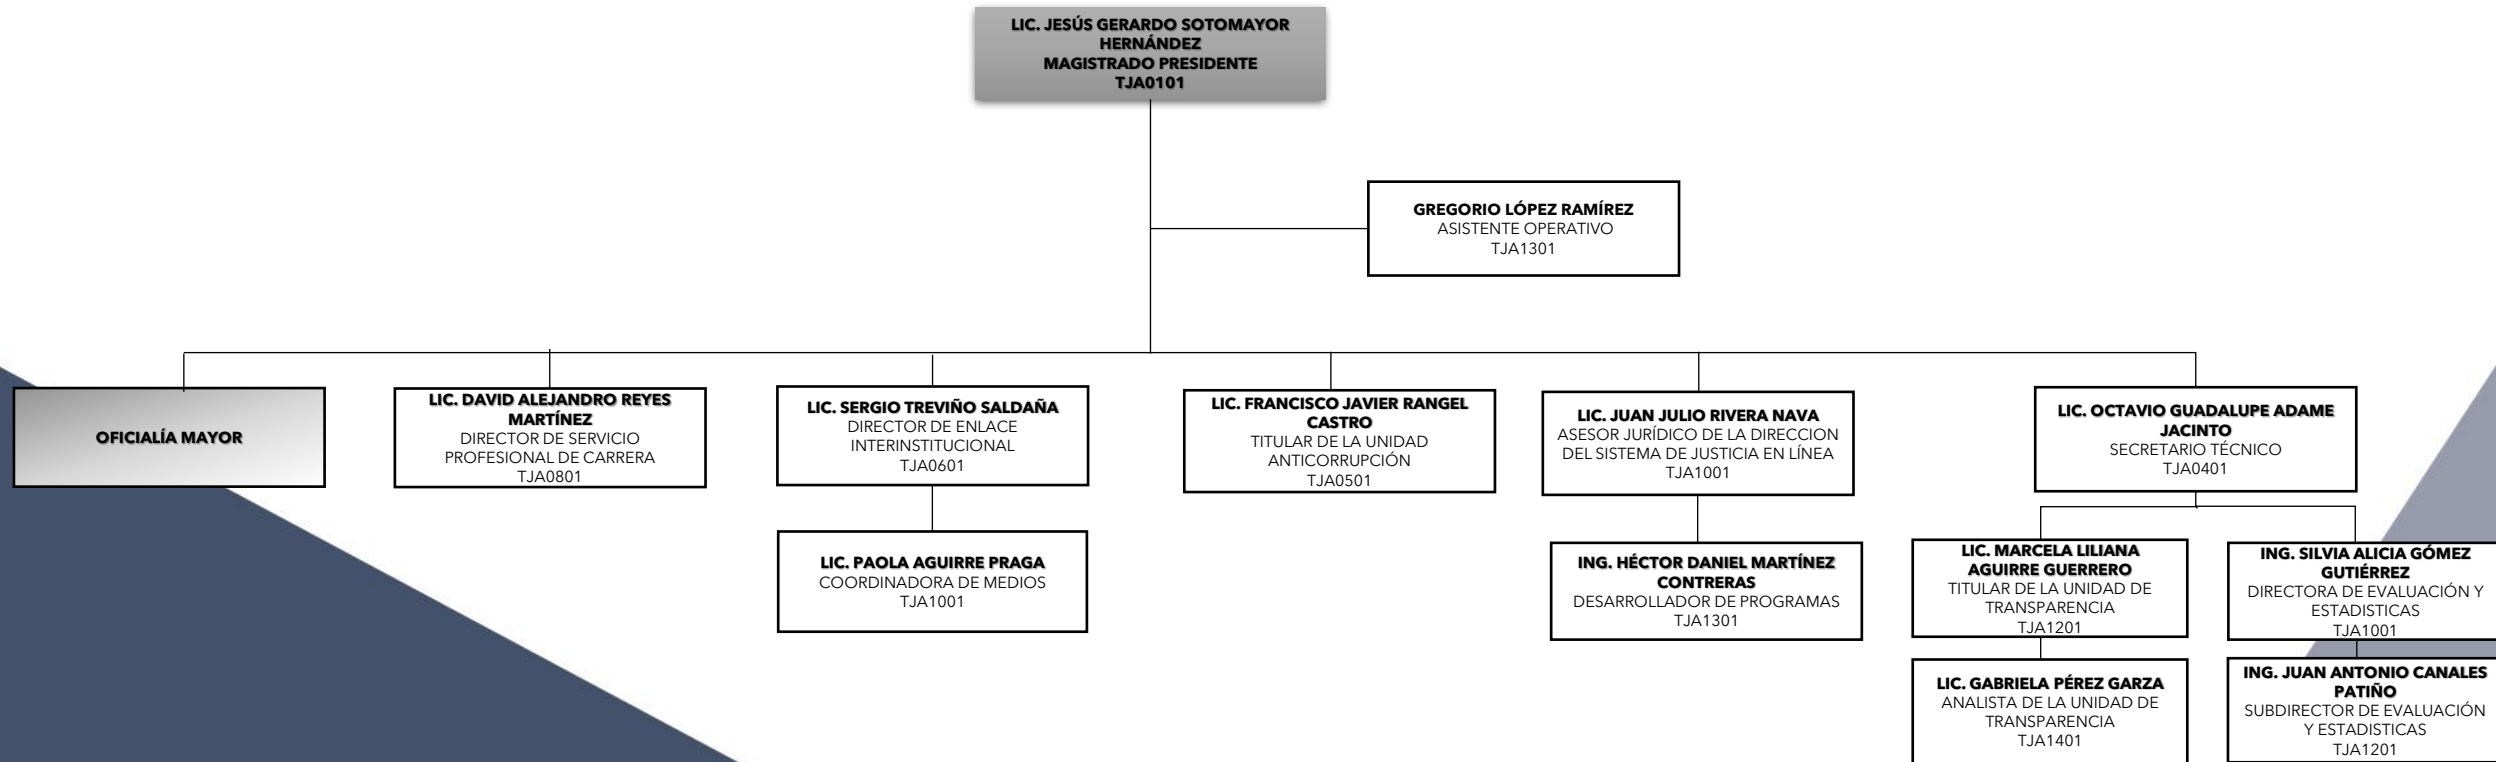 LIC. JESÚS GERARDO SOTOMAYOR
HERNÁNDEZ
MAGISTRADO PRESIDENTE
TJA0101
GREGORIO LÓPEZ RAMÍREZ
ASISTENTE OPERATIVO
TJA1301
OFICIALÍA MAYOR
LIC. DAVID ALEJANDRO REYES
MARTÍNEZ
DIRECTOR DE SERVICIO
PROFESIONAL DE CARRERA
TJA0801
LIC. SERGIO TREVIÑO SALDAÑA
DIRECTOR DE ENLACE
INTERINSTITUCIONAL
TJA0601
LIC. FRANCISCO JAVIER RANGEL
CASTRO
TITULAR DE LA UNIDAD
ANTICORRUPCIÓN
TJA0501
LIC. JUAN JULIO RIVERA NAVA
ASESOR JURÍDICO DE LA DIRECCION
DEL SISTEMA DE JUSTICIA EN LÍNEA
TJA1001
LIC. OCTAVIO GUADALUPE ADAME
JACINTO
SECRETARIO TÉCNICO
TJA0401
LIC. PAOLA AGUIRRE PRAGA
COORDINADORA DE MEDIOS
TJA1001
ING. HÉCTOR DANIEL MARTÍNEZ
CONTRERAS
DESARROLLADOR DE PROGRAMAS
TJA1301
LIC. MARCELA LILIANA
AGUIRRE GUERRERO
TITULAR DE LA UNIDAD DE
TRANSPARENCIA
TJA1201
ING. SILVIA ALICIA GÓMEZ
GUTIÉRREZ
DIRECTORA DE EVALUACIÓN Y
ESTADISTICAS
TJA1001
LIC. GABRIELA PÉREZ GARZA
ANALISTA DE LA UNIDAD DE
TRANSPARENCIA
TJA1401
ING. JUAN ANTONIO CANALES
PATIÑO
SUBDIRECTOR DE EVALUACIÓN
Y ESTADISTICAS
TJA1201